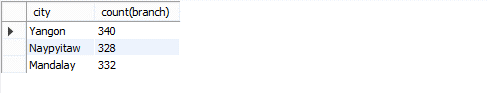 city count(branch)
Yangon 340
Naypyitaw 328
Mandalay 332